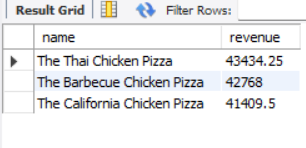 Result Grid Filter Rows:
name revenue
The Thai Chicken Pizza 43434.25
The Barbecue Chicken Pizza 42768
The California Chicken Pizza 41409.5